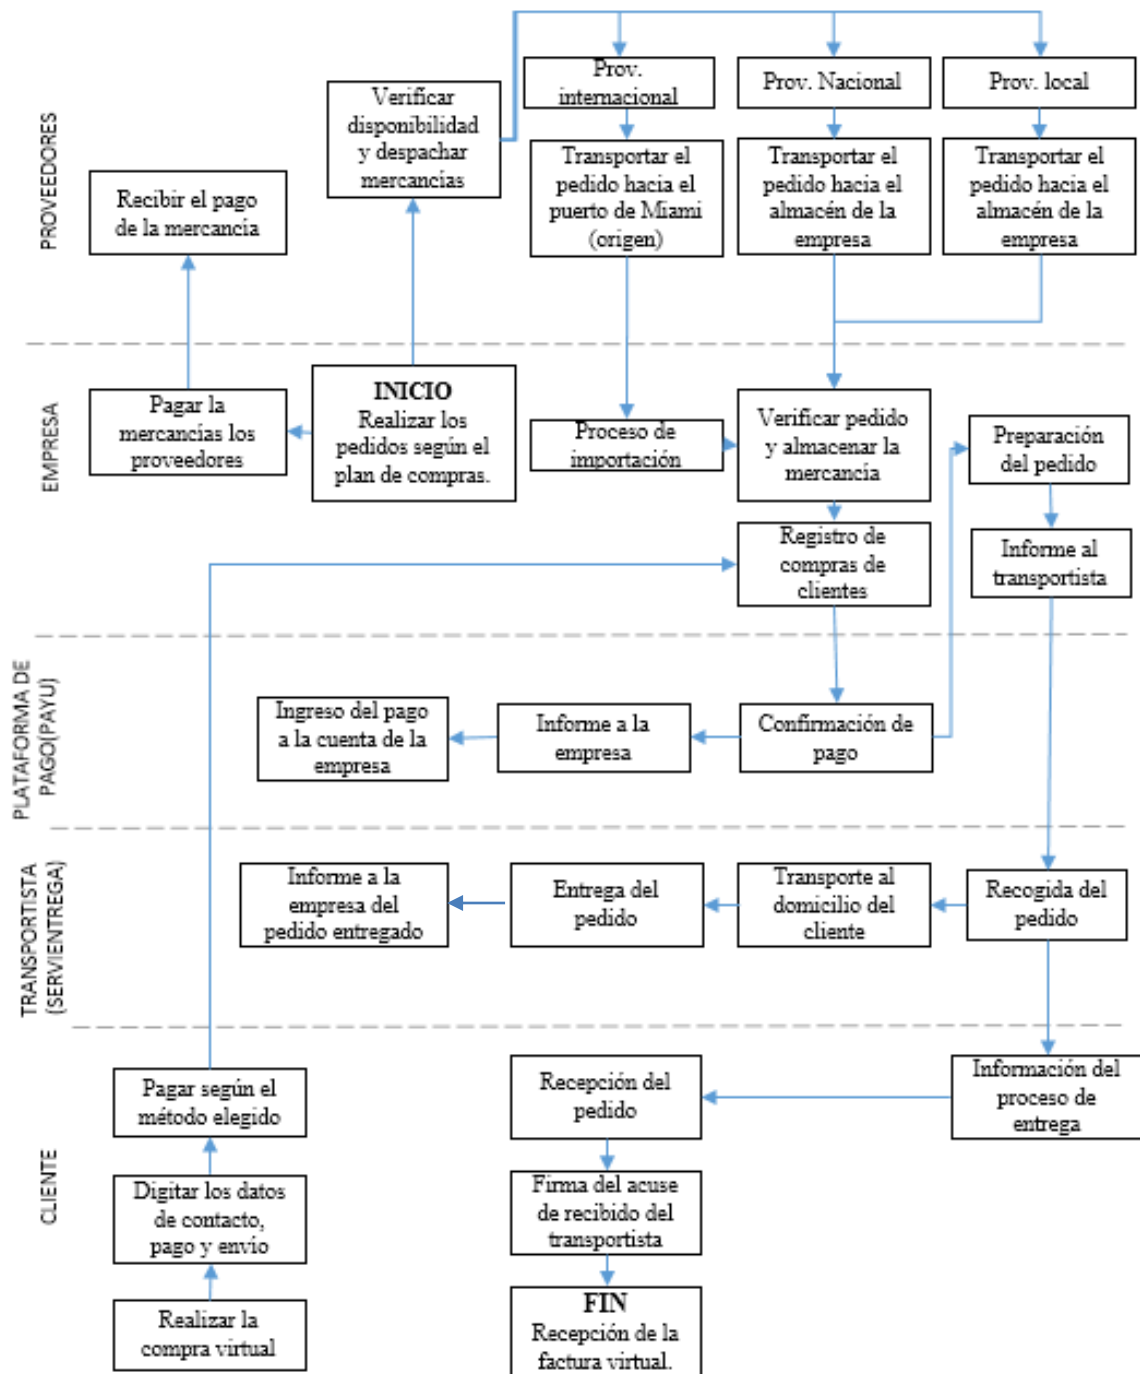 PROVEEDORES
Prov.
internacional
Prov. Nacional
Prov. local
Verificar
disponibilidad
y despachar
mercancías
Transportar el
pedido hacia el
puerto de Miami
(origen)
Transportar el
pedido hacia el
almacén de la
empresa
Transportar el
pedido hacia el
almacén de la
empresa
Recibir el pago
de la mercancía
EMPRESA
Pagar la
mercancías los
proveedores
INICIO
Realizar los
pedidos según el
plan de compras.
Proceso de
importación
Verificar pedido
y almacenar la
mercancía
Preparación
del pedido
Registro de
compras de
clientes
Informe al
transportista
PLATAFORMA DE
PAGO(PAYU)
Ingreso del pago
a la cuenta de la
empresa
Informe a la
empresa
Confirmación de
pago
TRANSPORTISTA
(SERVIENTREGA)
Informe a la
empresa del
pedido entregado
Entrega del
pedido
Transporte al
domicilio del
cliente
Recogida del
pedido
CLIENTE
Pagar según el
método elegido
Recepción del
pedido
Información del
proceso de
entrega
Digitar los datos
de contacto,
pago y envío
Firma del acuse
de recibido del
transportista
Realizar la
compra virtual
FIN
Recepción de la
factura virtual.